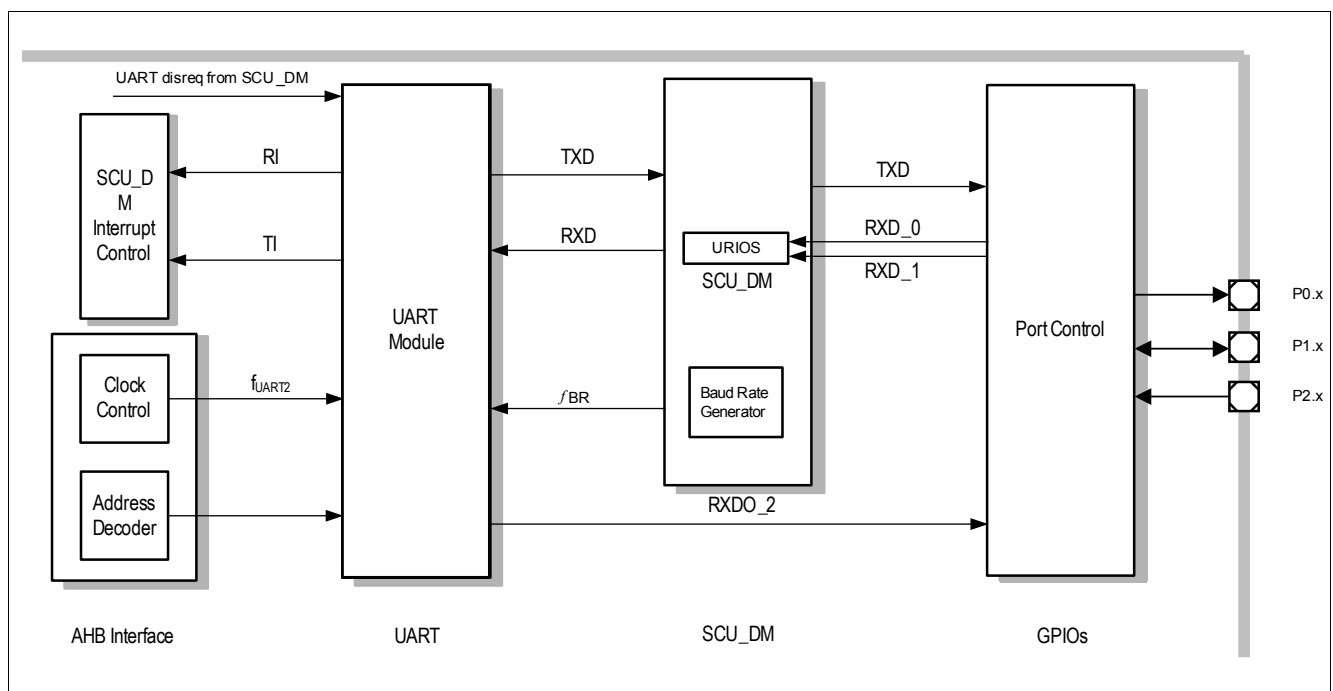 UART disreq from SCU_DM
SCU_D
M
Interrupt
Control
RI
TI
Clock
Control
Address
Decoder
fUART2
UART
Module
TXD
RXD
fBR
RXDO_2
URIOS
SCU_DM
Baud Rate
Generator
TXD
RXD_0
RXD_1
Port Control
P0.x
P1.x
P2.x
AHB Interface
UART
SCU_DM
GPIOs